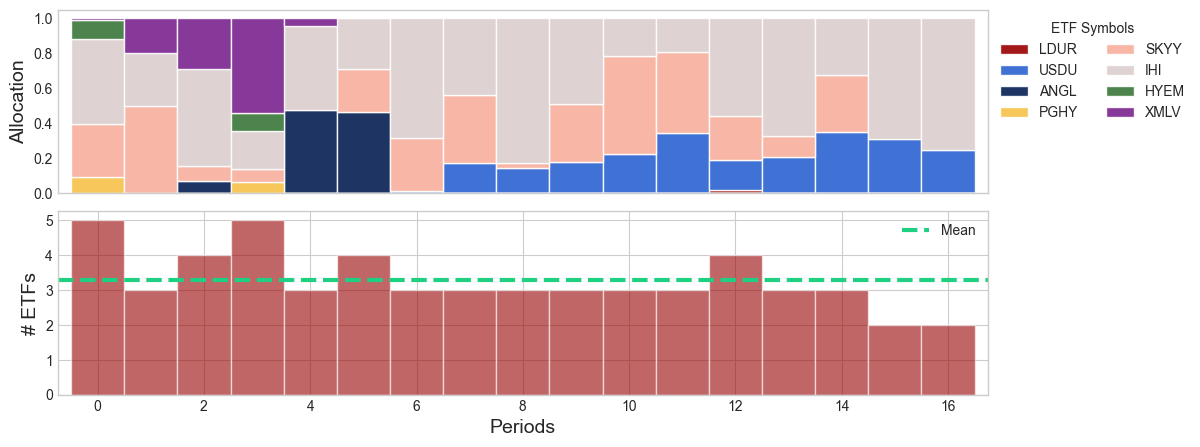 1.0
0.8
0.6
0.4
0.2
0.0
Allocation
ETF Symbols
LDUR SKYY
USDU IHI
ANGL HYEM
PGHY XMLV
5
4
3
2
1
0
# ETFs
Mean
0 2 4 6 8 10 12 14 16
Periods